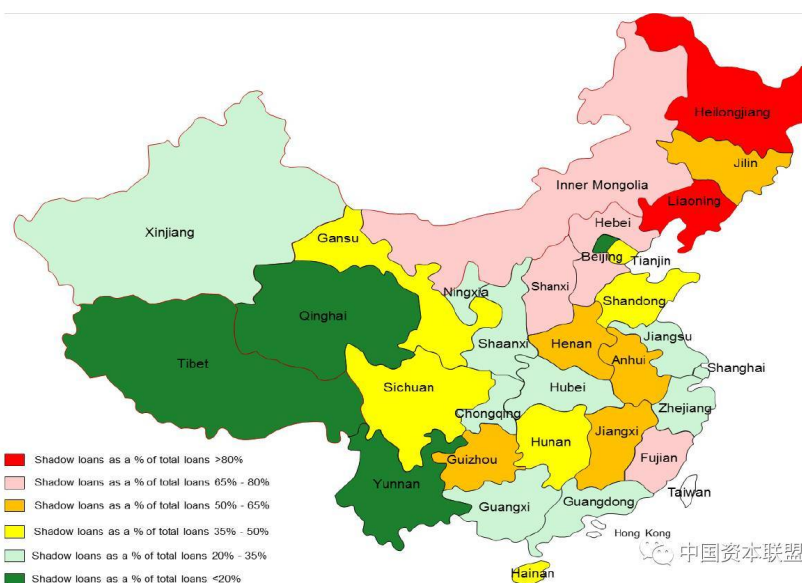 Heilongjiang
Jilin
Inner Mongolia
Liaoning
Hebei
Xinjiang
Gansu
Beijing
Tianjin
Ningxia
Shanxi
Shandong
Qinghai
Shaanxi
Henan
Jiangsu
Tibet
Anhui
Shanghai
Sichuan
Hubei
Chongqing
Zhejiang
Hunan
Jiangxi
Guizhou
Fujian
Yunnan
Taiwan
Guangxi
Guangdong
Hong Kong
Hainan
Shadow loans as a % of total loans >80%
Shadow loans as a % of total loans 65% - 80%
Shadow loans as a % of total loans 50% - 65%
Shadow loans as a % of total loans 35% - 50%
Shadow loans as a % of total loans 20% - 35%
Shadow loans as a % of total loans <20%
中国资本联盟